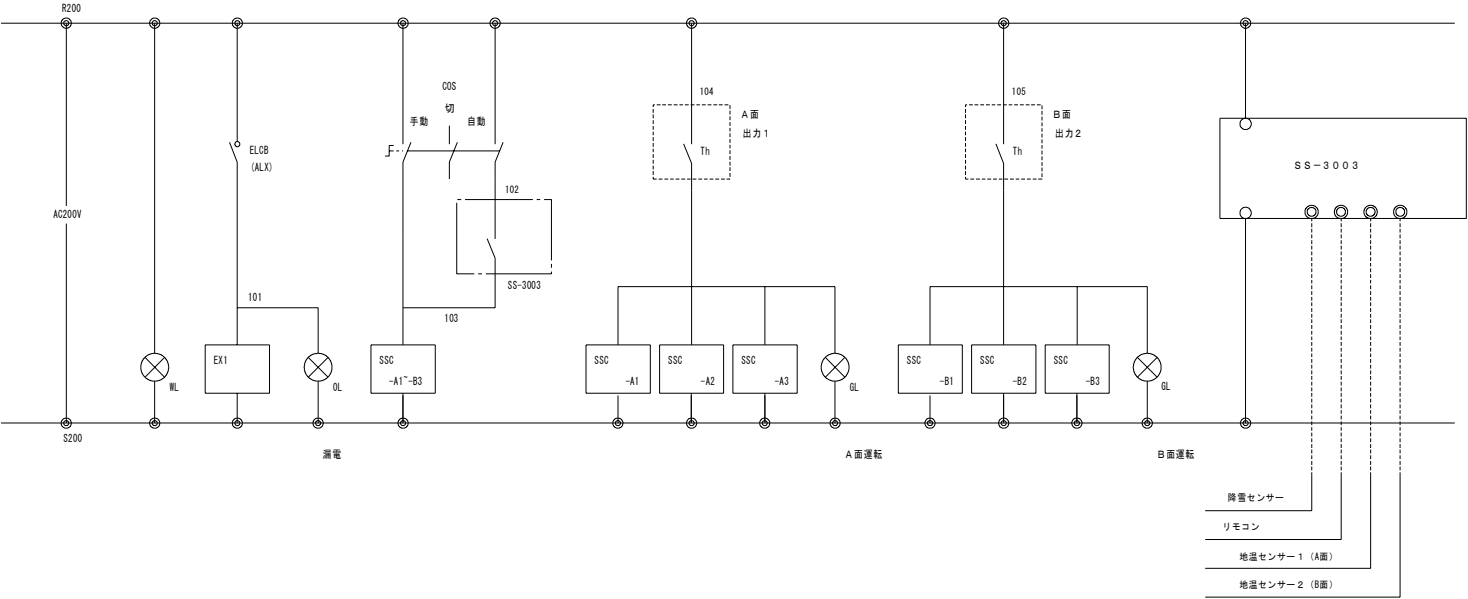 R200
AC200V
S200
WL
ELCB
(ALX)
101
EX1
OL
漏電
COS
切
手動
自動
102
SS-3003
103
SSC
-A1~-B3
104
A面
出力1
Th
SSC
-A1
SSC
-A2
SSC
-A3
GL
A面運転
105
B面
出力2
Th
SSC
-B1
SSC
-B2
SSC
-B3
GL
B面運転
SS-3003
降雪センサー
リモコン
地温センサー1 (A面)
地温センサー2 (B面)